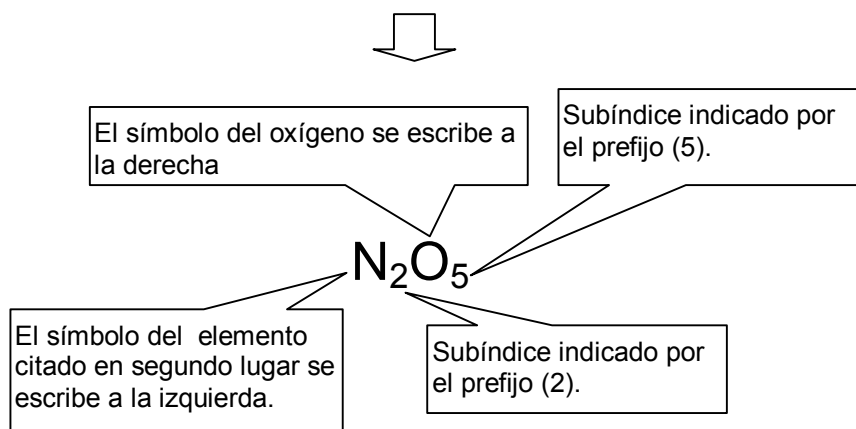 El símbolo del oxígeno se escribe a
la derecha
Subíndice indicado por
el prefijo (5).
N₂O₅
El símbolo del elemento
citado en segundo lugar se
escribe a la izquierda.
Subíndice indicado por
el prefijo (2).